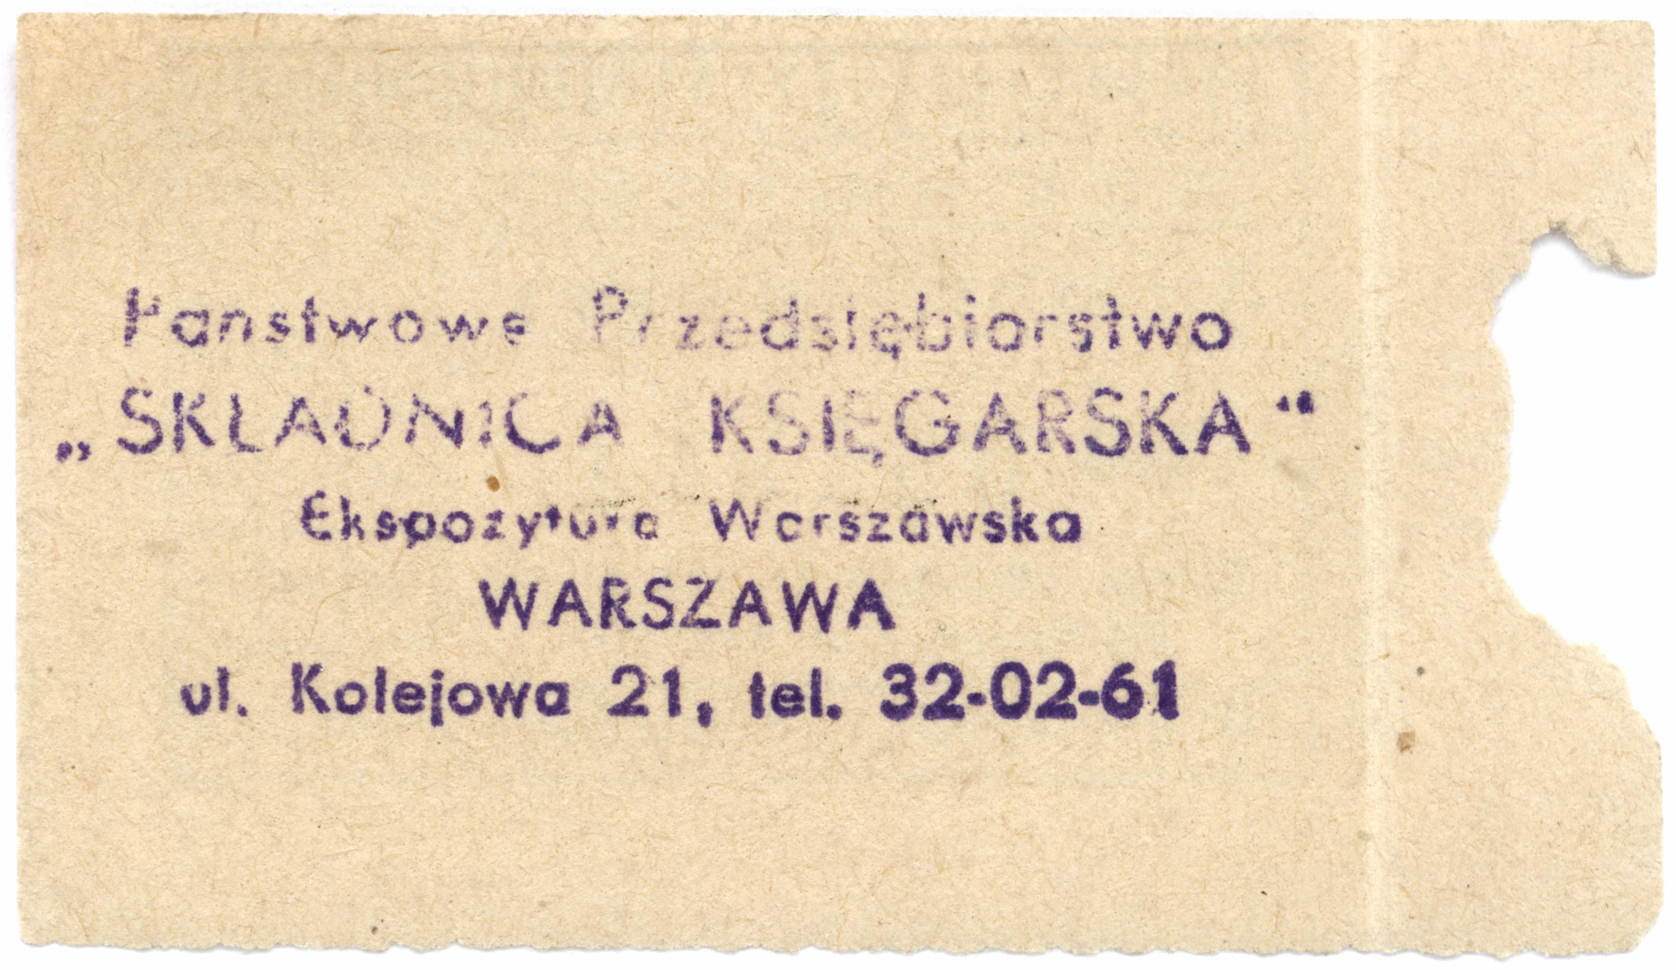 Państwowe Przedsiębiorstwo
„SKŁADNICA KSIĘGARSKA“
Ekspozytura Warszawska
WARSZAWA
ul. Kolejowa 21, tel. 32-02-61